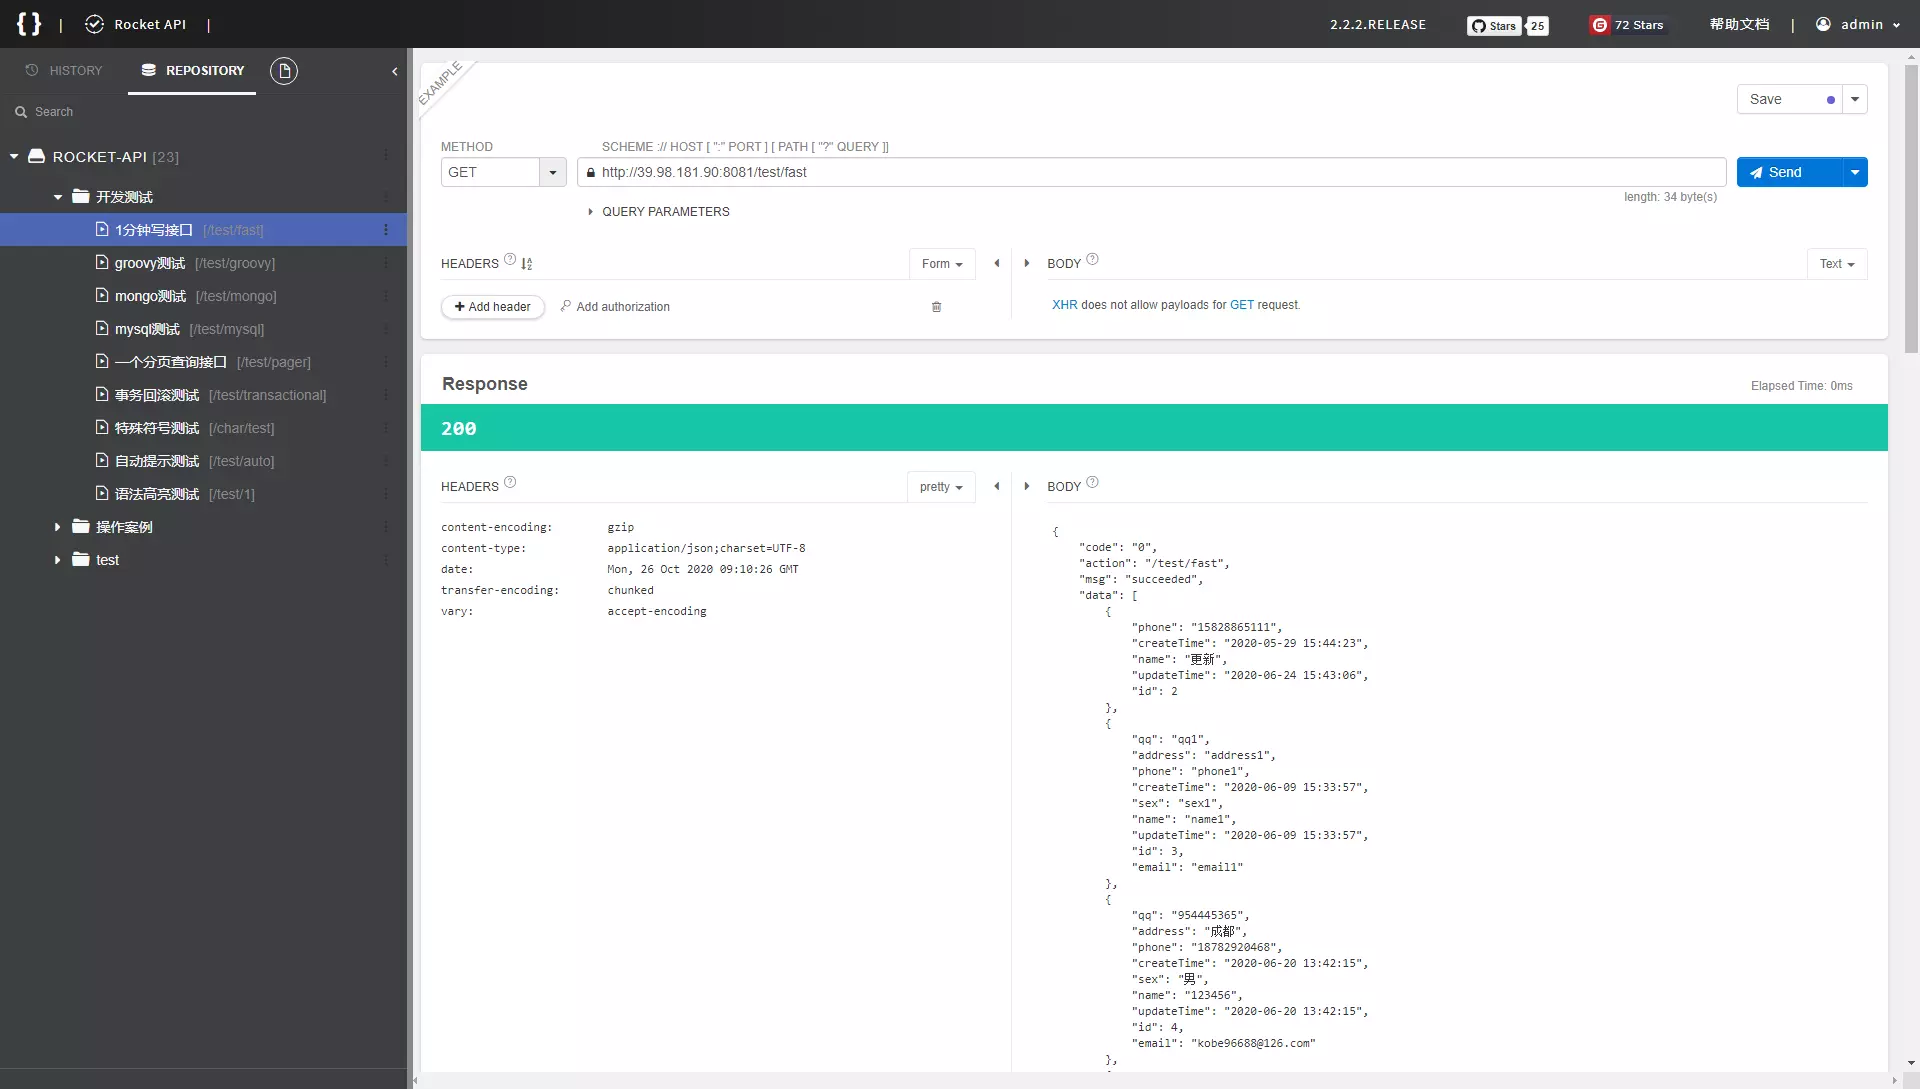 { } | Rocket API |
2.2.2.RELEASE
Stars 25
G 72 Stars
帮助文档 | admin
HISTORY
REPOSITORY
Search
ROCKET-API [23]
开发测试
1分钟写接口 [/test/fast]
groovy测试 [/test/groovy]
mongo测试 [/test/mongo]
mysql测试 [/test/mysql]
一个分页查询接口 [/test/pager]
事务回滚测试 [/test/transactional]
特殊符号测试 [/char/test]
自动提示测试 [/test/auto]
语法高亮测试 [/test/1]
操作案例
test
EXAMPLE
Save
METHOD
SCHEME :// HOST [ ":" PORT ] [ PATH [ "?" QUERY ]]
GET
http://39.98.181.90:8081/test/fast
Send
length: 34 byte(s)
QUERY PARAMETERS
HEADERS ?
Form
BODY ?
Text
+ Add header
Add authorization
XHR does not allow payloads for GET request.
Response
Elapsed Time: 0ms
200
HEADERS ?
pretty
BODY ?
content-encoding: gzip
content-type: application/json;charset=UTF-8
date: Mon, 26 Oct 2020 09:10:26 GMT
transfer-encoding: chunked
vary: accept-encoding
{
"code": "0",
"action": "/test/fast",
"msg": "succeeded",
"data": [
{
"phone": "15828865111",
"createTime": "2020-05-29 15:44:23",
"name": "更新",
"updateTime": "2020-06-24 15:43:06",
"id": 2
},
{
"qq": "qq1",
"address": "address1",
"phone": "phone1",
"createTime": "2020-06-09 15:33:57",
"sex": "sex1",
"name": "name1",
"updateTime": "2020-06-09 15:33:57",
"id": 3,
"email": "email1"
},
{
"qq": "954445365",
"address": "成都",
"phone": "18782920468",
"createTime": "2020-06-20 13:42:15",
"sex": "男",
"name": "123456",
"updateTime": "2020-06-20 13:42:15",
"id": 4,
"email": "kobe96688@126.com"
},